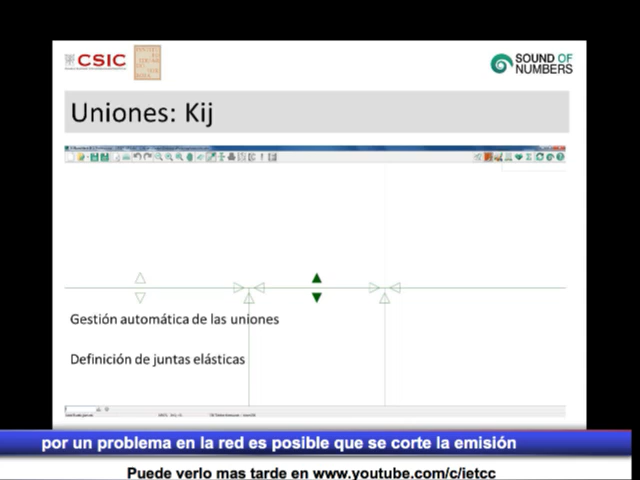 CSIC
SOUND OF
NUMBERS
Uniones: Kij
Gestión automática de las uniones
Definición de juntas elásticas
por un problema en la red es posible que se corte la emisión
Puede verlo mas tarde en www.youtube.com/c/ietcc